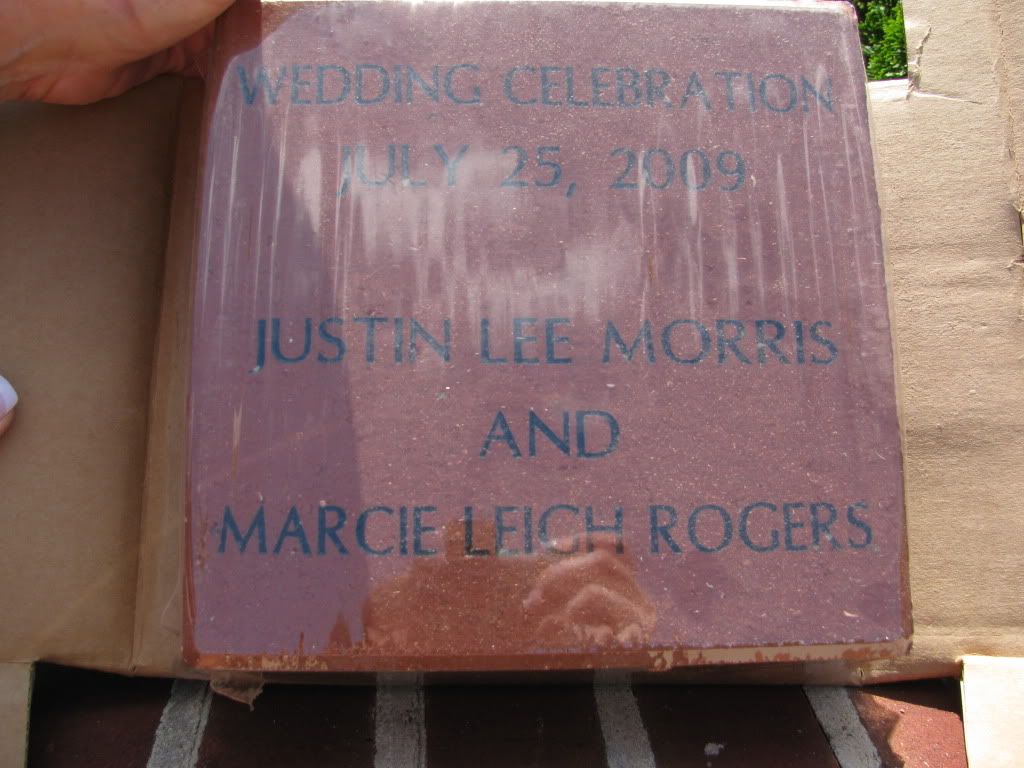 WEDDING CELEBRATION
JULY 25, 2009
JUSTIN LEE MORRIS
AND
MARCIE LEIGH ROGERS